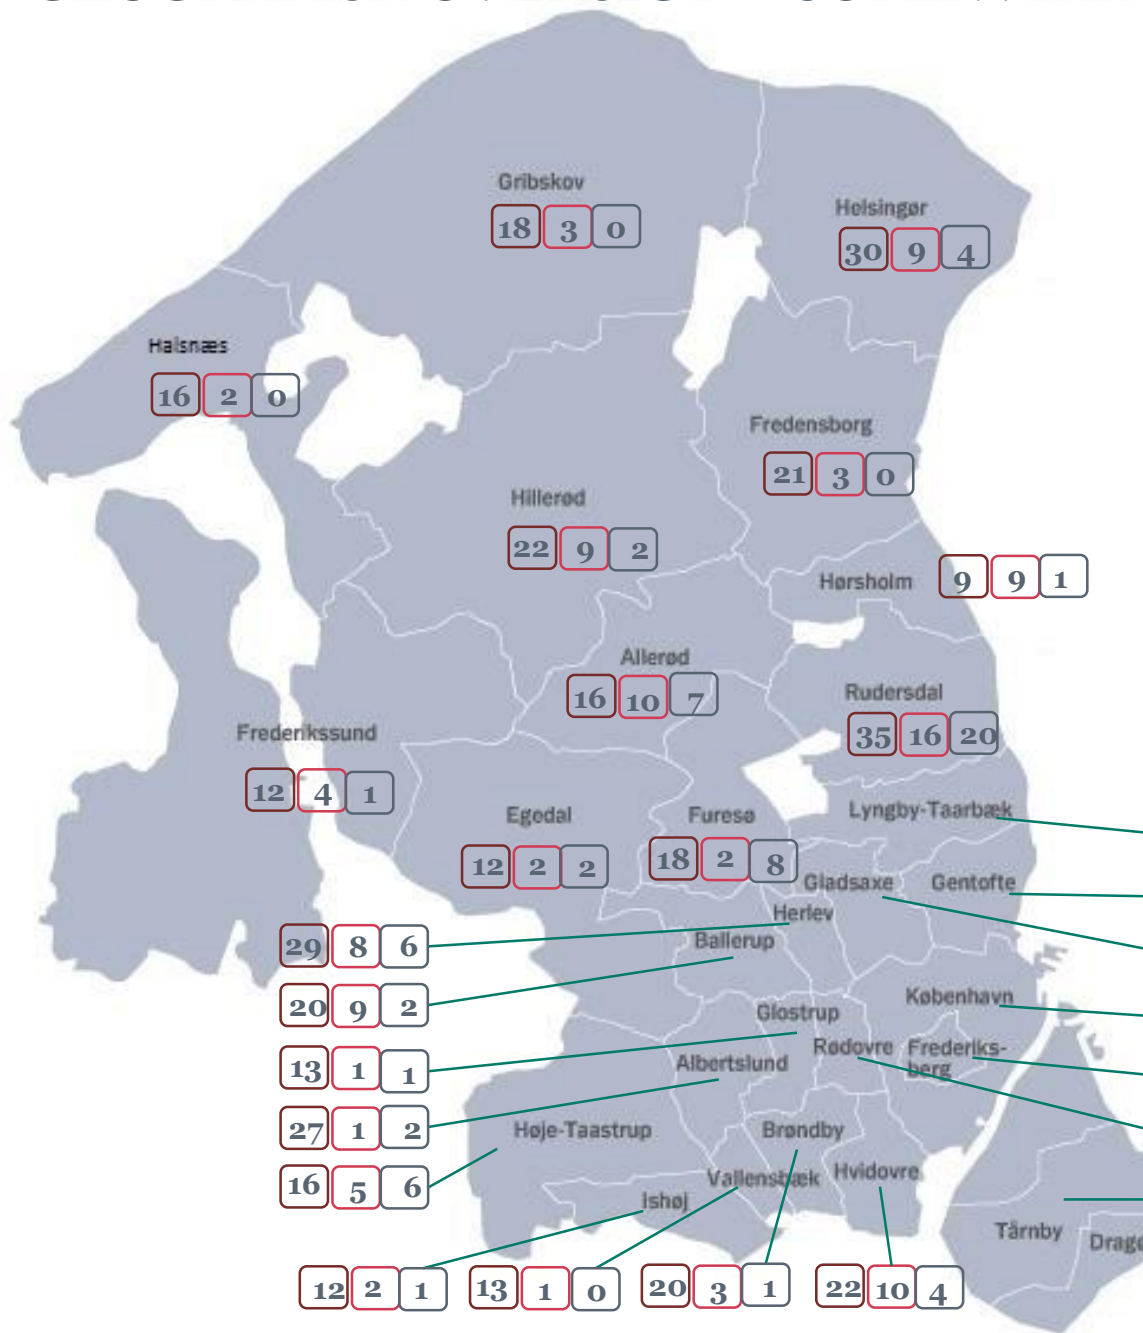 Gribskov
18 3 0
Helsingør
30 9 4
Halsnæs
16 2 0
Fredensborg
21 3 0
Hillerød
22 9 2
Hørsholm
9 9 1
Allerød
16 10 7
Rudersdal
35 16 20
Frederikssund
12 4 1
Egedal
12 2 2
Furesø
18 2 8
Lyngby-Taarbæk
Gladsaxe
Gentofte
Herlev
29 8 6
Ballerup
20 9 2
København
Glostrup
13 1 1
Rødovre
Frederiks-
berg
Albertslund
27 1 2
Høje-Taastrup
16 5 6
Brøndby
Hvidovre
Vallensbæk
Ishøj
Tårnby
Dragø
12 2 1
13 1 0
20 3 1
22 10 4